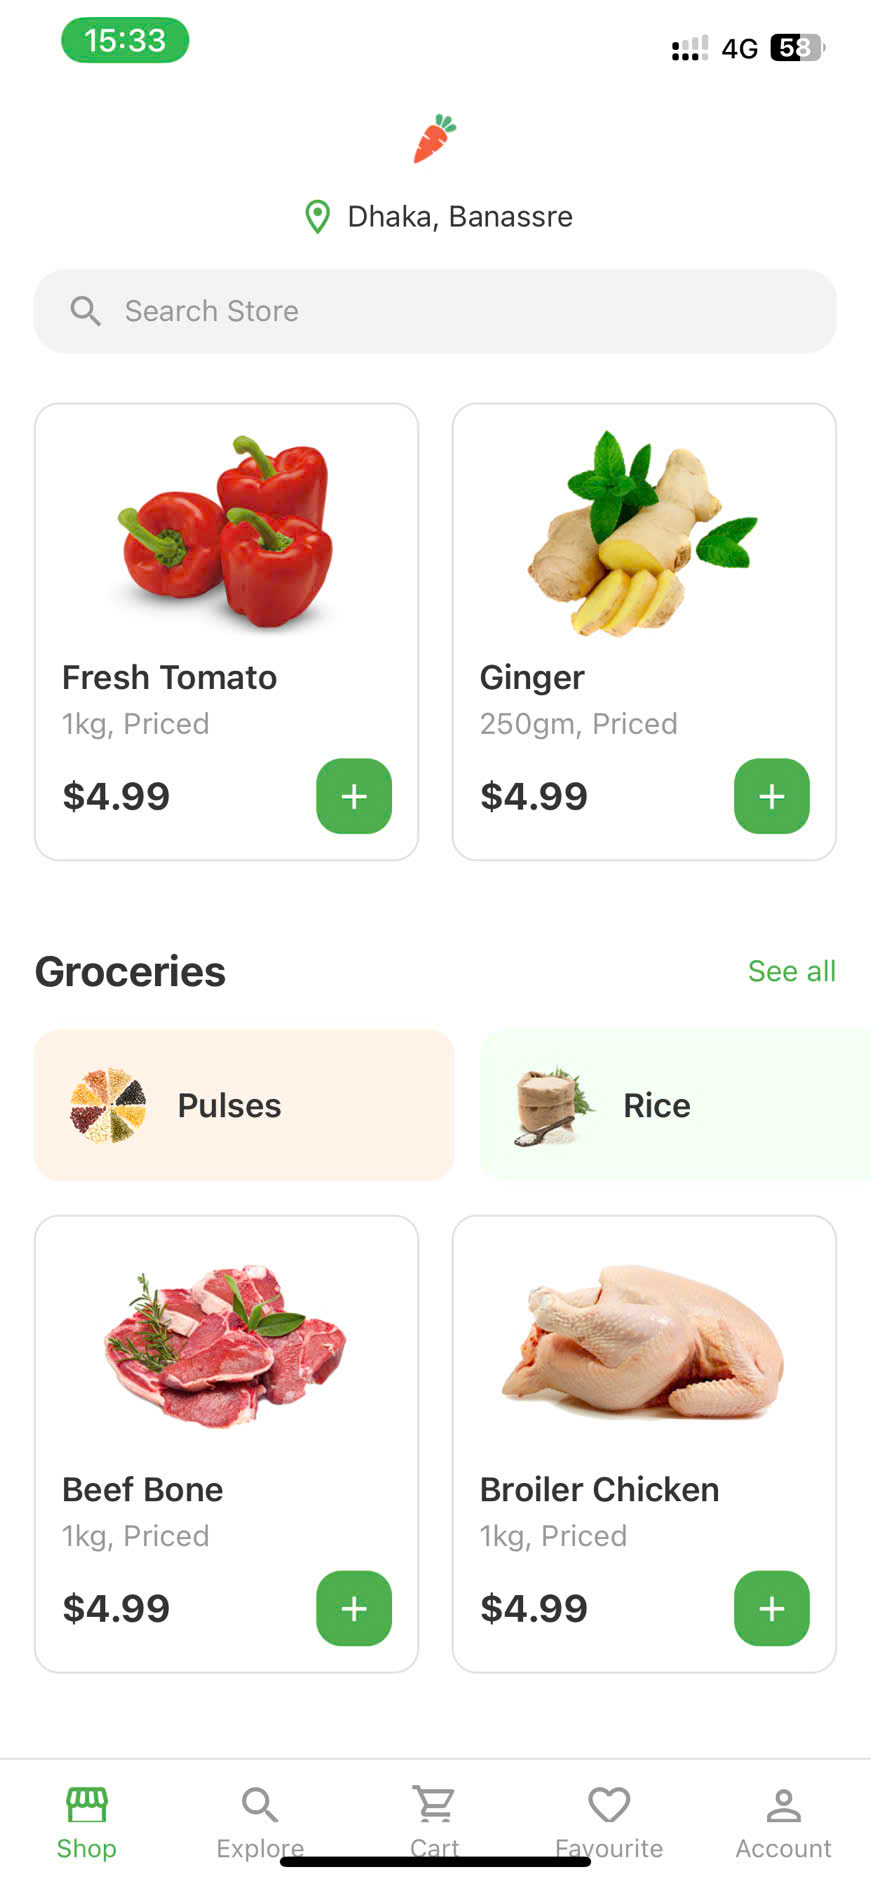 15:33
4G 58
Dhaka, Banassre
Search Store
Fresh Tomato
1kg, Priced
$4.99
Ginger
250gm, Priced
$4.99
Groceries
See all
Pulses
Rice
Beef Bone
1kg, Priced
$4.99
Broiler Chicken
1kg, Priced
$4.99
Shop
Explore
Cart
Favourite
Account